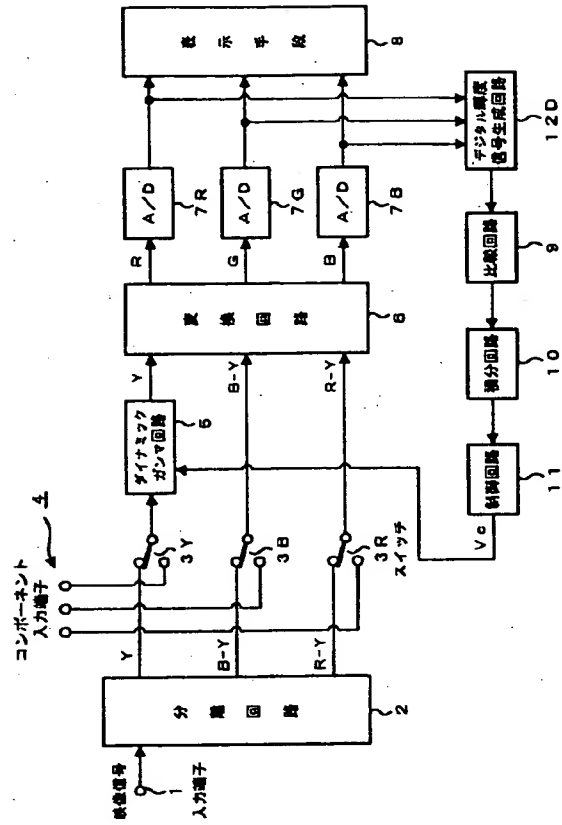 映像信号
1
入力端子
分離回路
2
コンポーネント
入力端子
4
Y
B-Y
R-Y
3Y
3B
3R
スイッチ
ダイナミック
ガンマ回路
5
Y
B-Y
R-Y
変換回路
6
R
G
B
A/D
7R
A/D
7G
A/D
7B
表示手段
8
デジタル輝度
信号生成回路
12D
比較回路
9
積分回路
10
制御回路
11
Vc